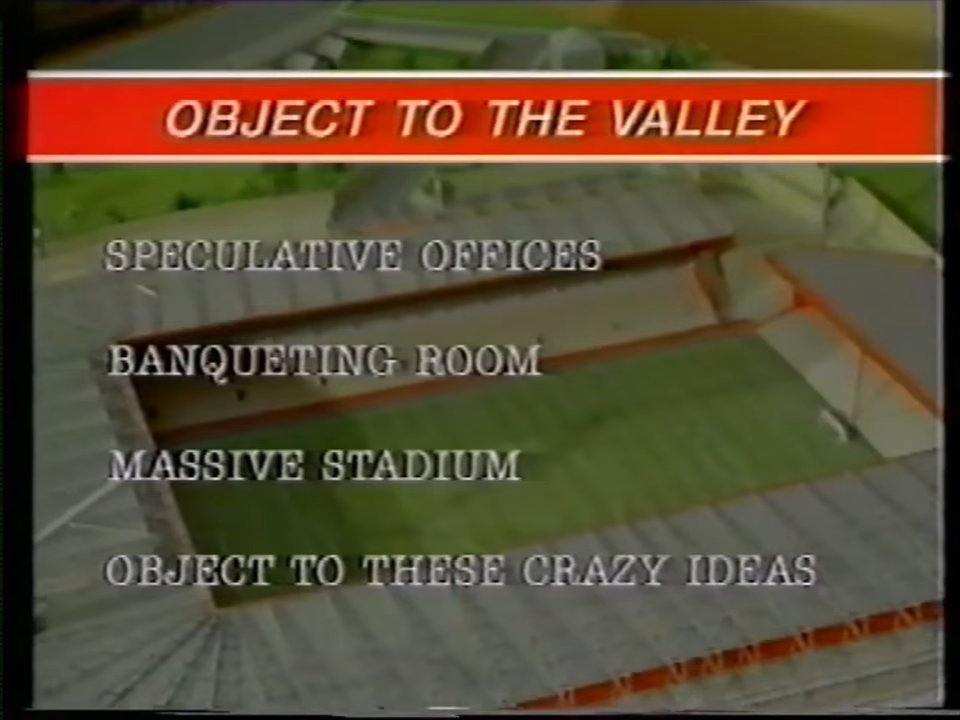 OBJECT TO THE VALLEY
SPECULATIVE OFFICES
BANQUETING ROOM
MASSIVE STADIUM
OBJECT TO THESE CRAZY IDEAS